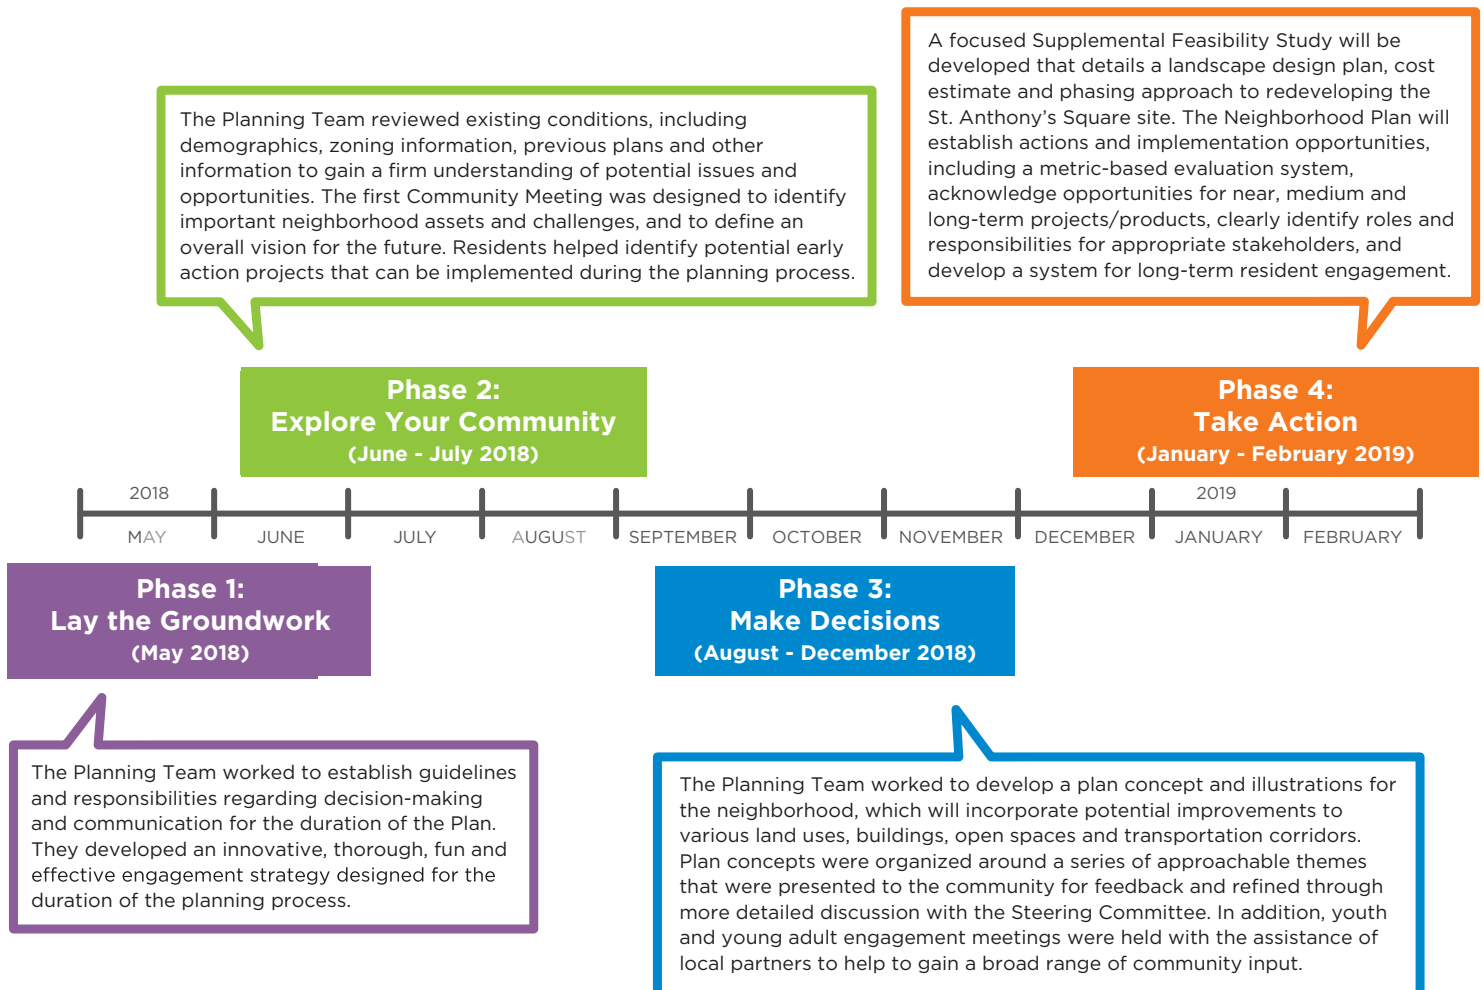 A focused Supplemental Feasibility Study will be
developed that details a landscape design plan, cost
estimate and phasing approach to redeveloping the
St. Anthony's Square site. The Neighborhood Plan will
establish actions and implementation opportunities,
including a metric-based evaluation system,
acknowledge opportunities for near, medium and
long-term projects/products, clearly identify roles and
responsibilities for appropriate stakeholders, and
develop a system for long-term resident engagement.
The Planning Team reviewed existing conditions, including
demographics, zoning information, previous plans and other
information to gain a firm understanding of potential issues and
opportunities. The first Community Meeting was designed to identify
important neighborhood assets and challenges, and to define an
overall vision for the future. Residents helped identify potential early
action projects that can be implemented during the planning process.
Phase 2:
Explore Your Community
(June - July 2018)
Phase 4:
Take Action
(January - February 2019)
2018
2019
MAY JUNE JULY AUGUST SEPTEMBER OCTOBER NOVEMBER DECEMBER JANUARY FEBRUARY
Phase 1:
Lay the Groundwork
(May 2018)
Phase 3:
Make Decisions
(August - December 2018)
The Planning Team worked to establish guidelines
and responsibilities regarding decision-making
and communication for the duration of the Plan.
They developed an innovative, thorough, fun and
effective engagement strategy designed for the
duration of the planning process.
The Planning Team worked to develop a plan concept and illustrations for
the neighborhood, which will incorporate potential improvements to
various land uses, buildings, open spaces and transportation corridors.
Plan concepts were organized around a series of approachable themes
that were presented to the community for feedback and refined through
more detailed discussion with the Steering Committee. In addition, youth
and young adult engagement meetings were held with the assistance of
local partners to help to gain a broad range of community input.